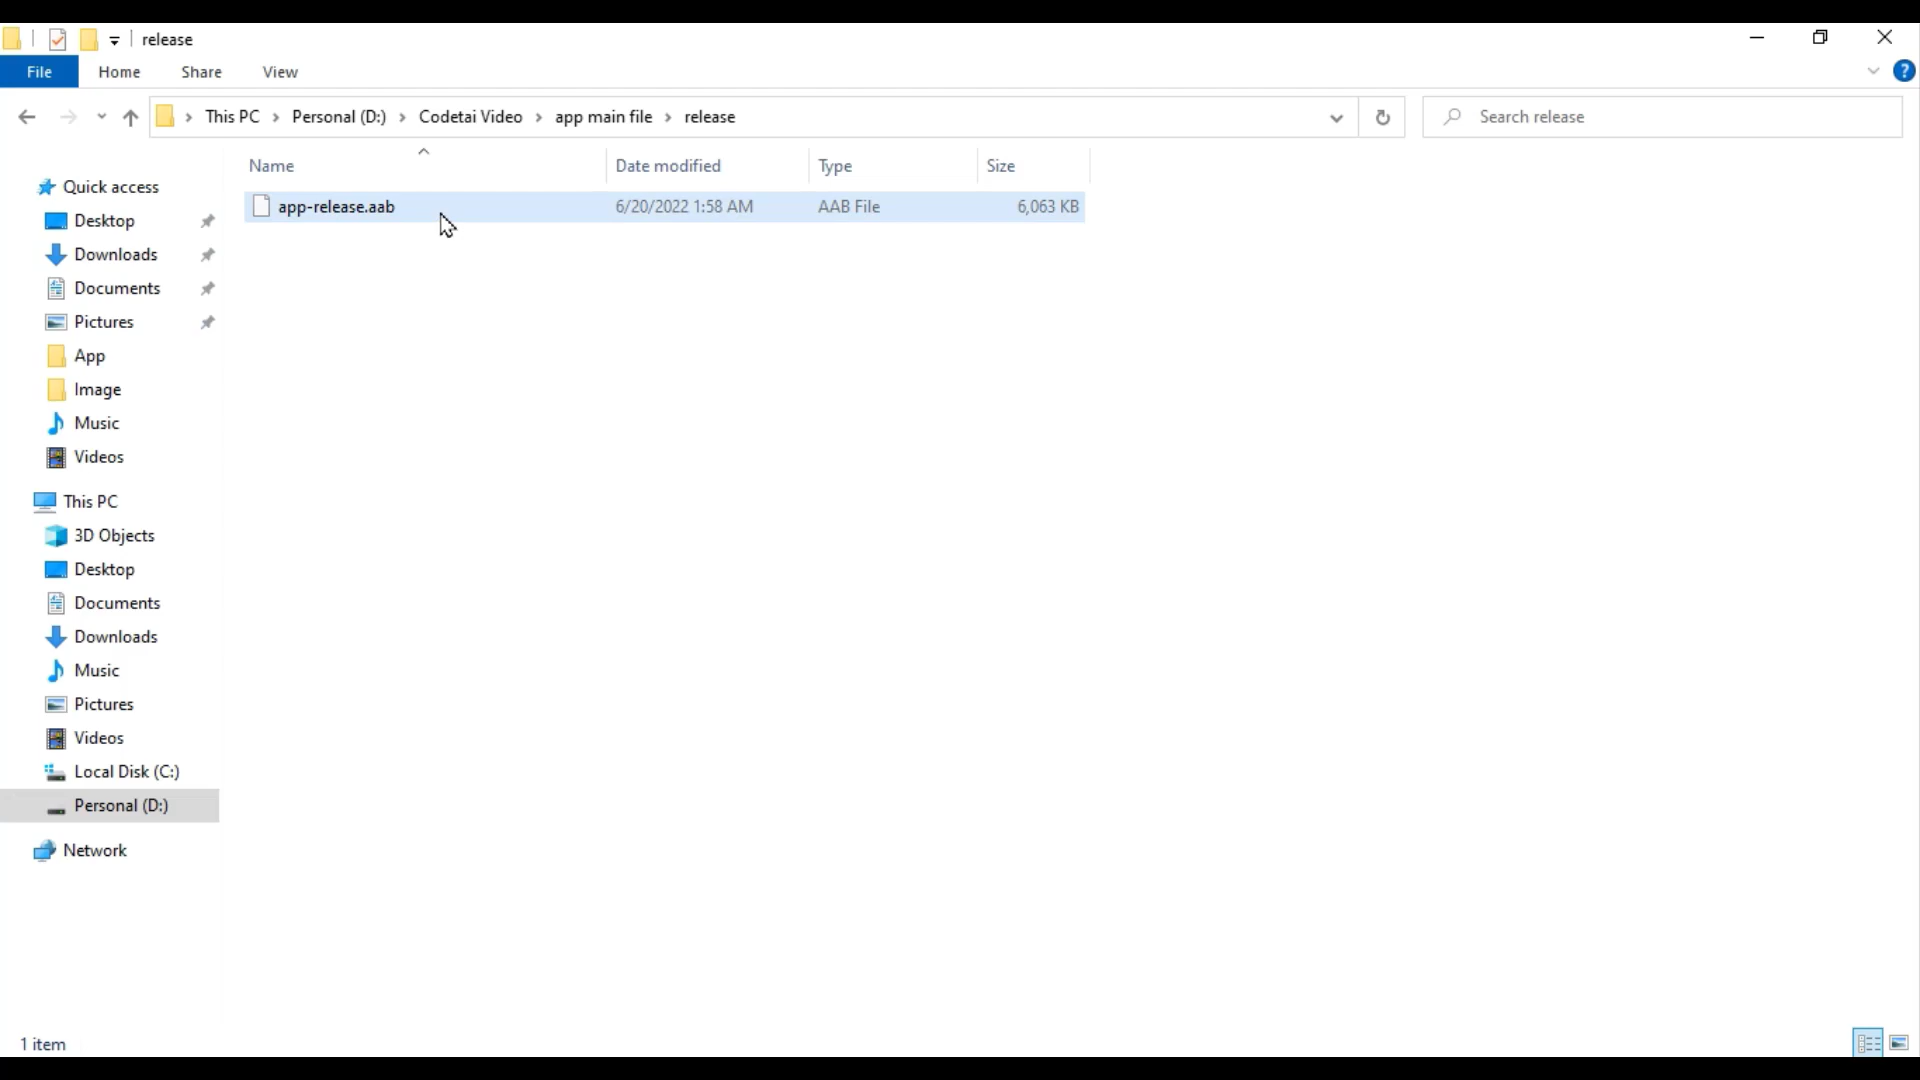 release
File Home Share View
This PC Personal (D:) Codetai Video app main file release Search release
Name Date modified Type Size
app-release.aab 6/20/2022 1:58 AM AAB File 6,063 KB
Quick access
Desktop
Downloads
Documents
Pictures
App
Image
Music
Videos
This PC
3D Objects
Desktop
Documents
Downloads
Music
Pictures
Videos
Local Disk (C:)
Personal (D:)
Network
1 item